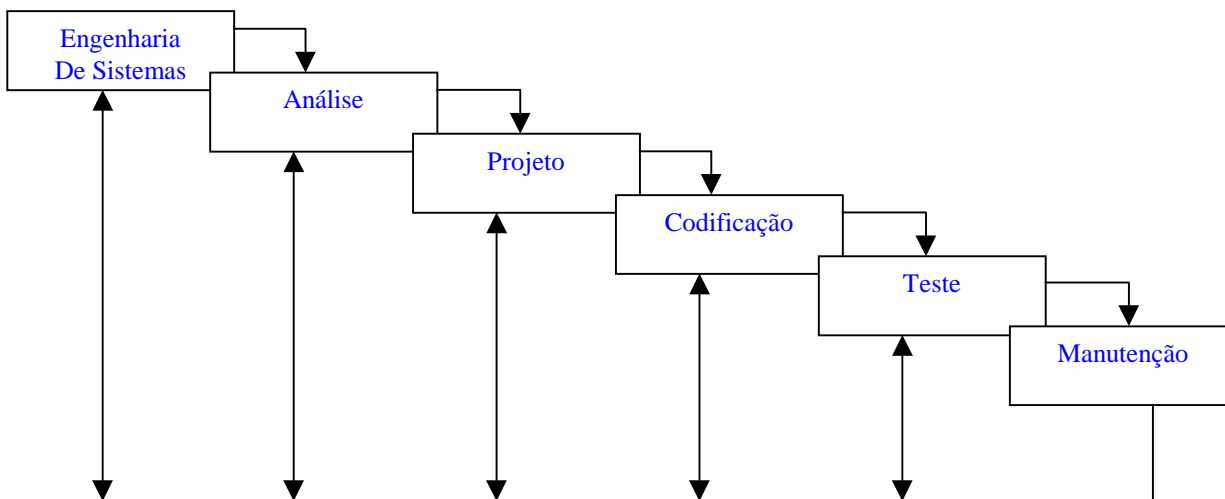 Engenharia
De Sistemas
Análise
Projeto
Codificação
Teste
Manutenção